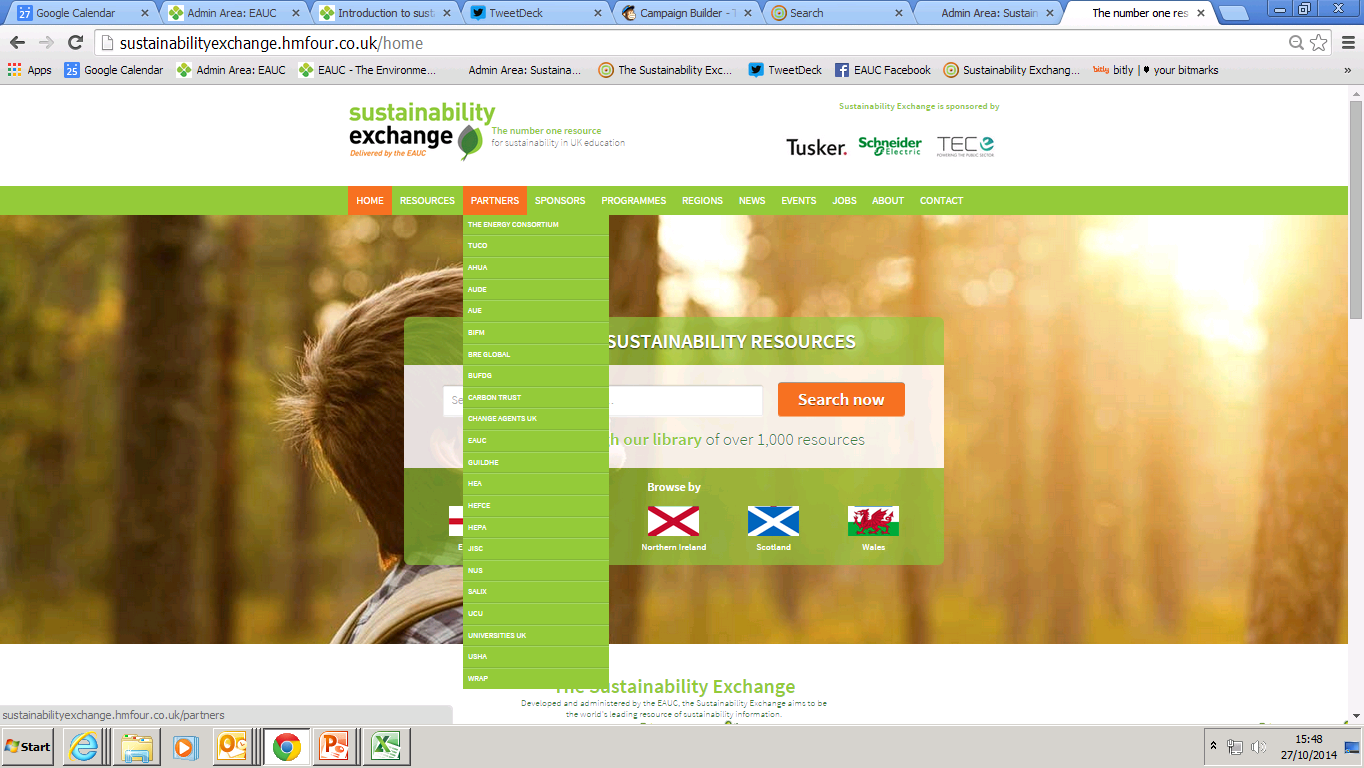 Google Calendar
Admin Area: EAUC
Introduction to sust
TweetDeck
Campaign Builder - T
Search
Admin Area: Sustain
The number one res
sustainabilityexchange.hmfour.co.uk/home
Apps
Google Calendar
Admin Area: EAUC
EAUC - The Environme...
Admin Area: Sustaina...
The Sustainability Exc...
TweetDeck
EAUC Facebook
Sustainability Exchang...
bitly bitly | ♥ your bitmarks
»
sustainability
exchange
Delivered by the EAUC
The number one resource
for sustainability in UK education
Sustainability Exchange is sponsored by
Tusker.
Schneider
Electric
TEC
POWERING THE PUBLIC SECTOR
HOME
RESOURCES
PARTNERS
SPONSORS
PROGRAMMES
REGIONS
NEWS
EVENTS
JOBS
ABOUT
CONTACT
THE ENERGY CONSORTIUM
TUCO
AHUA
AUDE
AUE
BIFM
BRE GLOBAL
BUFDG
CARBON TRUST
CHANGE AGENTS UK
EAUC
GUILDHE
HEA
HEFCE
HEPA
JISC
NUS
SALIX
UCU
UNIVERSITIES UK
USHA
WRAP
SUSTAINABILITY RESOURCES
Search now
our library of over 1,000 resources
Browse by
Northern Ireland
Scotland
Wales
The Sustainability Exchange
Developed and administered by the EAUC, the Sustainability Exchange aims to be
the world's leading resource of sustainability information.
sustainabilityexchange.hmfour.co.uk/partners
Start
15:48
27/10/2014